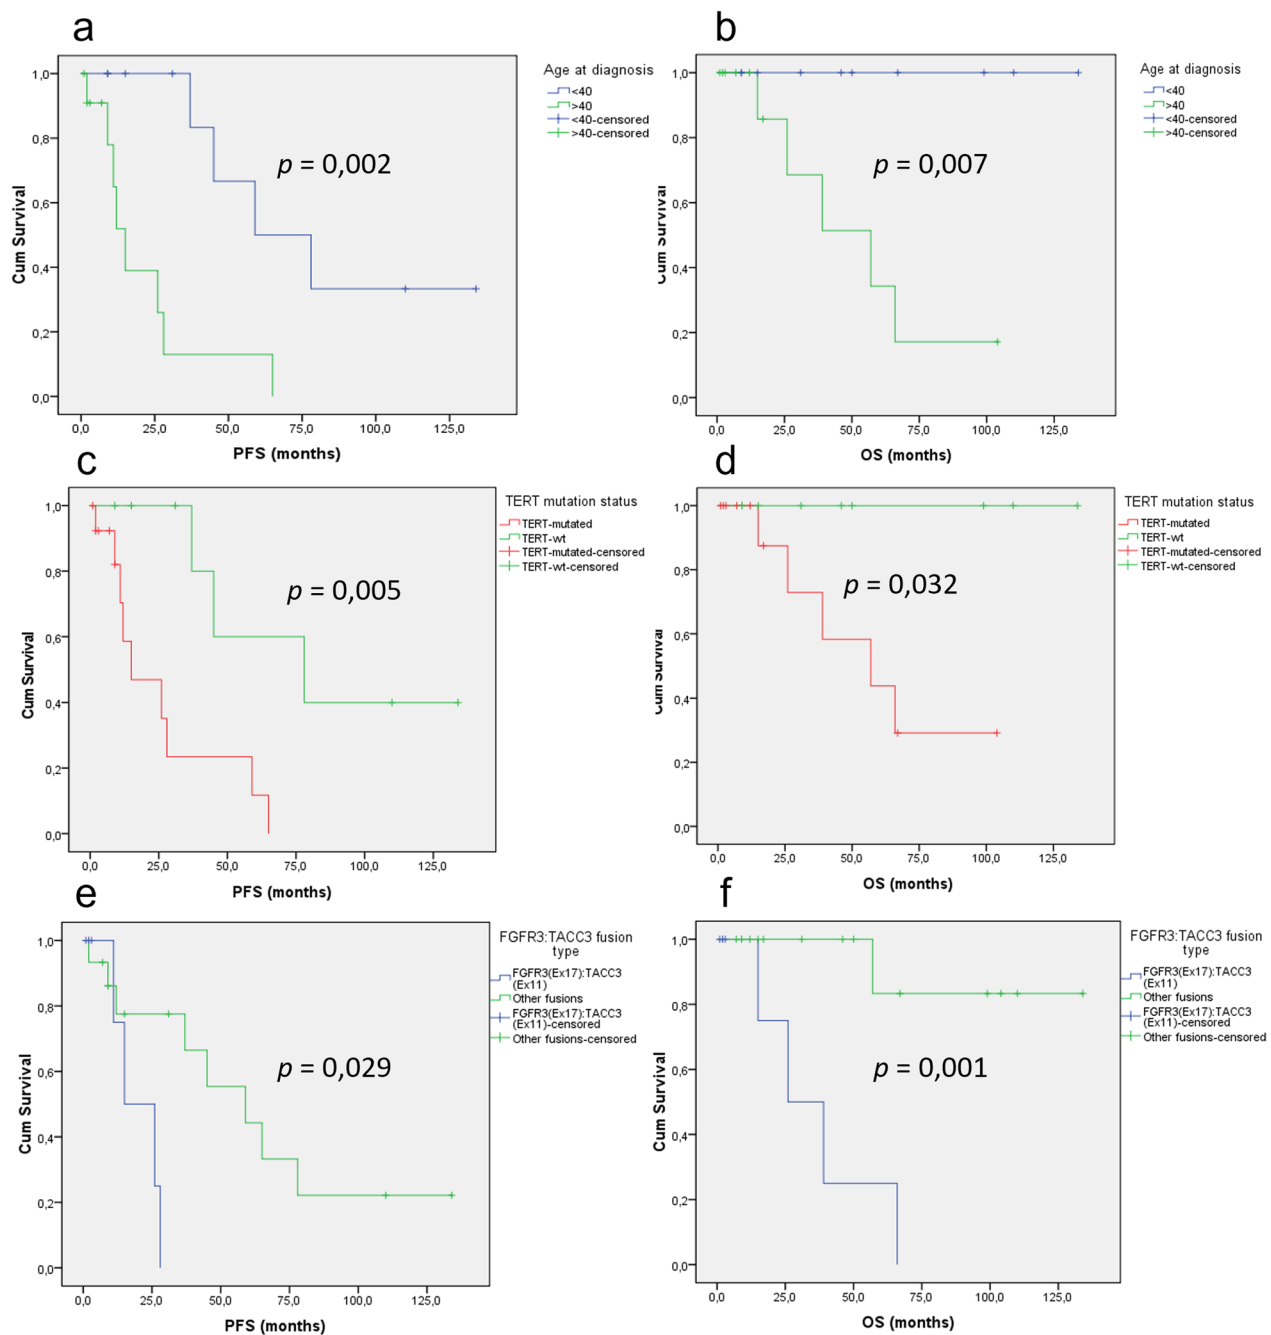 a
Cum Survival
1,0
0,8
0,6
0,4
0,2
0,0
p = 0,002
0,0 25,0 50,0 75,0 100,0 125,0
PFS (months)
Age at diagnosis
<40
>40
<40-censored
>40-censored
b
Cum Survival
1,0
0,8
0,6
0,4
0,2
0,0
p = 0,007
0,0 25,0 50,0 75,0 100,0 125,0
OS (months)
Age at diagnosis
<40
>40
<40-censored
>40-censored
c
Cum Survival
1,0
0,8
0,6
0,4
0,2
0,0
p = 0,005
0,0 25,0 50,0 75,0 100,0 125,0
PFS (months)
TERT mutation status
TERT-mutated
TERT-wt
TERT-mutated-censored
TERT-wt-censored
d
Cum Survival
1,0
0,8
0,6
0,4
0,2
0,0
p = 0,032
0,0 25,0 50,0 75,0 100,0 125,0
OS (months)
TERT mutation status
TERT-mutated
TERT-wt
TERT-mutated-censored
TERT-wt-censored
e
Cum Survival
1,0
0,8
0,6
0,4
0,2
0,0
p = 0,029
0,0 25,0 50,0 75,0 100,0 125,0
PFS (months)
FGFR3:TACC3 fusion
type
FGFR3(Ex17):TACC3
(Ex11)
Other fusions
FGFR3(Ex17):TACC3
(Ex11)-censored
Other fusions-censored
f
Cum Survival
1,0
0,8
0,6
0,4
0,2
0,0
p = 0,001
0,0 25,0 50,0 75,0 100,0 125,0
OS (months)
FGFR3:TACC3 fusion
type
FGFR3(Ex17):TACC3
(Ex11)
Other fusions
FGFR3(Ex17):TACC3
(Ex11)-censored
Other fusions-censored